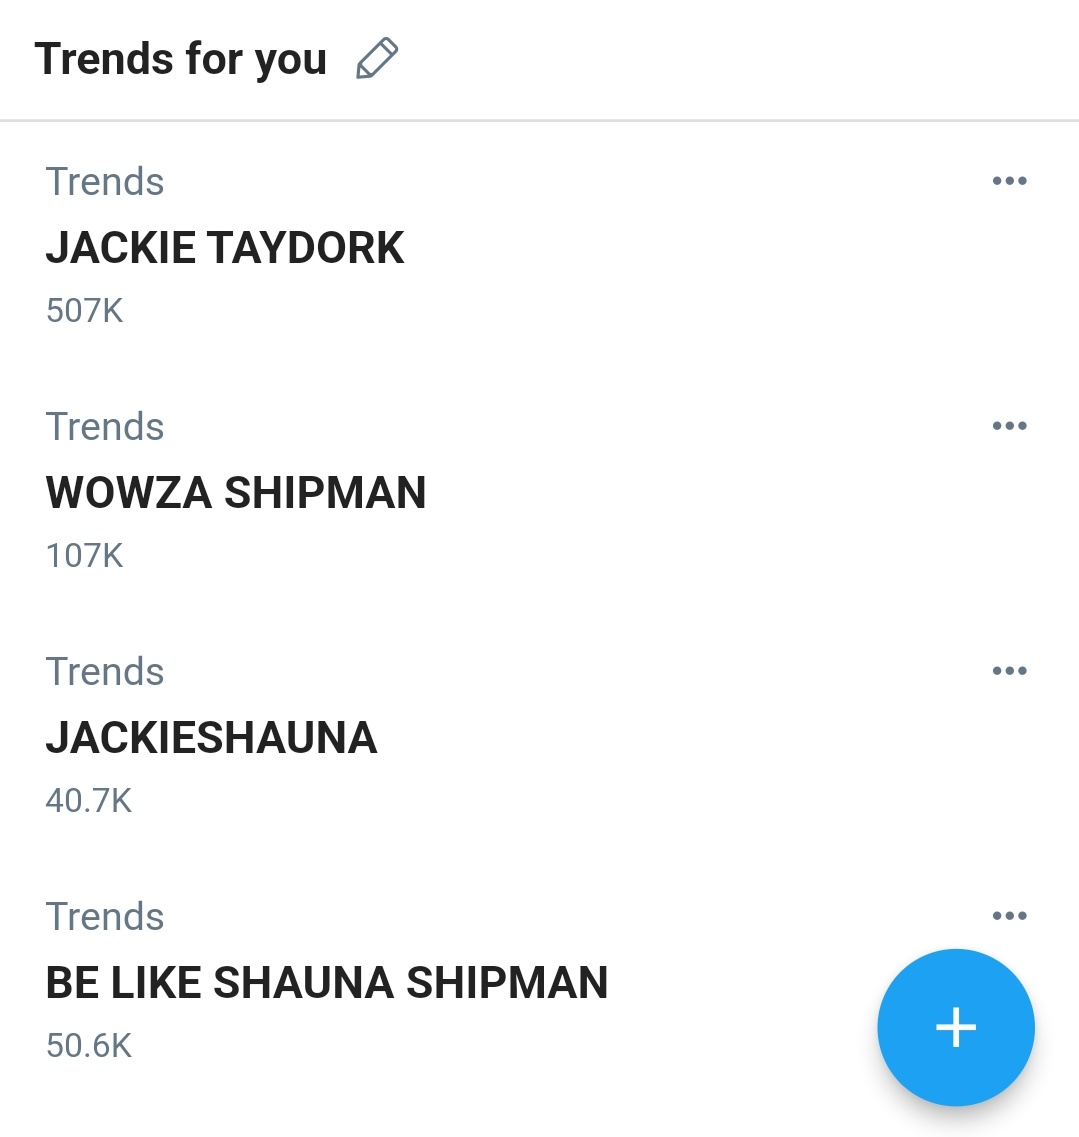 Trends for you
Trends
JACKIE TAYDORK
507K
Trends
WOWZA SHIPMAN
107K
Trends
JACKIESHAUNA
40.7K
Trends
BE LIKE SHAUNA SHIPMAN
50.6K